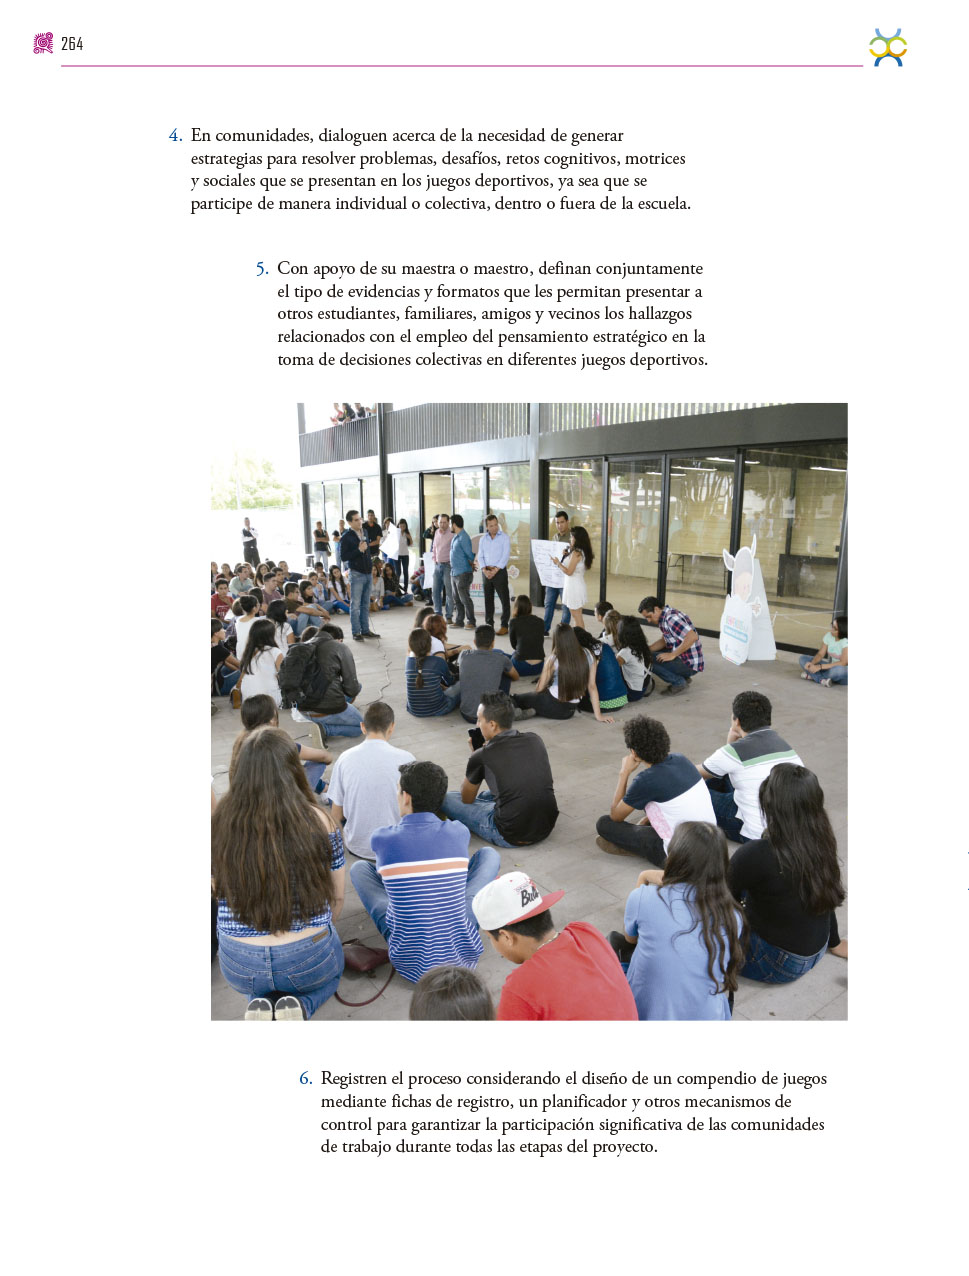 264
4. En comunidades, dialoguen acerca de la necesidad de generar
estrategias para resolver problemas, desafíos, retos cognitivos, motrices
y sociales que se presentan en los juegos deportivos, ya sea que se
participe de manera individual o colectiva, dentro o fuera de la escuela.
5. Con apoyo de su maestra o maestro, definan conjuntamente
el tipo de evidencias y formatos que les permitan presentar a
otros estudiantes, familiares, amigos y vecinos los hallazgos
relacionados con el empleo del pensamiento estratégico en la
toma de decisiones colectivas en diferentes juegos deportivos.
6. Registren el proceso considerando el diseño de un compendio de juegos
mediante fichas de registro, un planificador y otros mecanismos de
control para garantizar la participación significativa de las comunidades
de trabajo durante todas las etapas del proyecto.